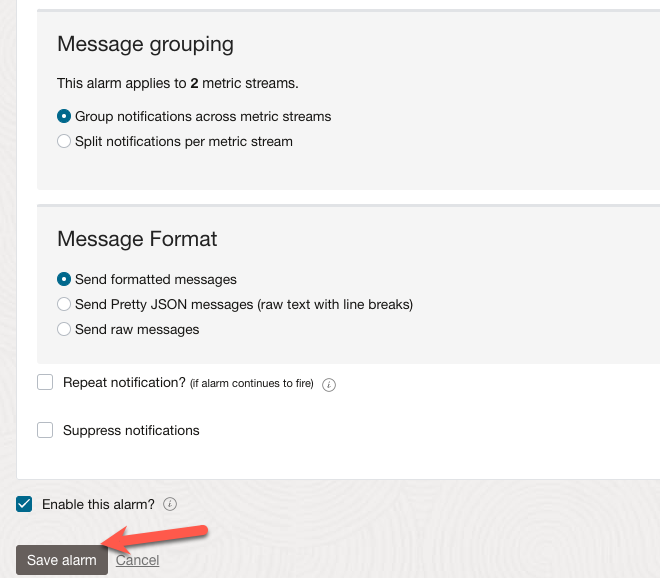 Message grouping
This alarm applies to 2 metric streams.
Group notifications across metric streams
Split notifications per metric stream
Message Format
Send formatted messages
Send Pretty JSON messages (raw text with line breaks)
Send raw messages
Repeat notification? (if alarm continues to fire) i
Suppress notifications
Enable this alarm? i
Save alarm Cancel